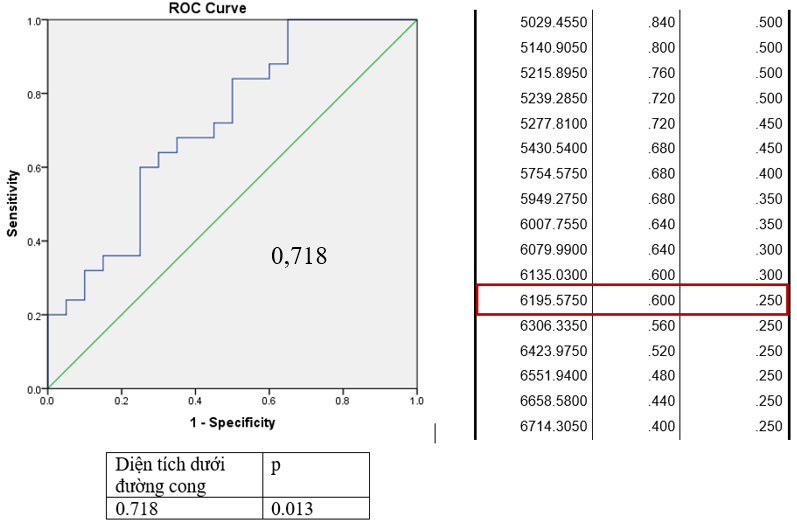 ROC Curve
1.0
0.8
0.6
0.4
0.2
0.0
Sensitivity
0,718
0.0 0.2 0.4 0.6 0.8 1.0
1 - Specificity
Diện tích dưới đường cong p
0.718 0.013
5029.4550 .840 .500
5140.9050 .800 .500
5215.8950 .760 .500
5239.2850 .720 .500
5277.8100 .720 .450
5430.5400 .680 .450
5754.5750 .680 .400
5949.2750 .680 .350
6007.7550 .640 .350
6079.9900 .640 .300
6135.0300 .600 .300
6195.5750 .600 .250
6306.3350 .560 .250
6423.9750 .520 .250
6551.9400 .480 .250
6658.5800 .440 .250
6714.3050 .400 .250